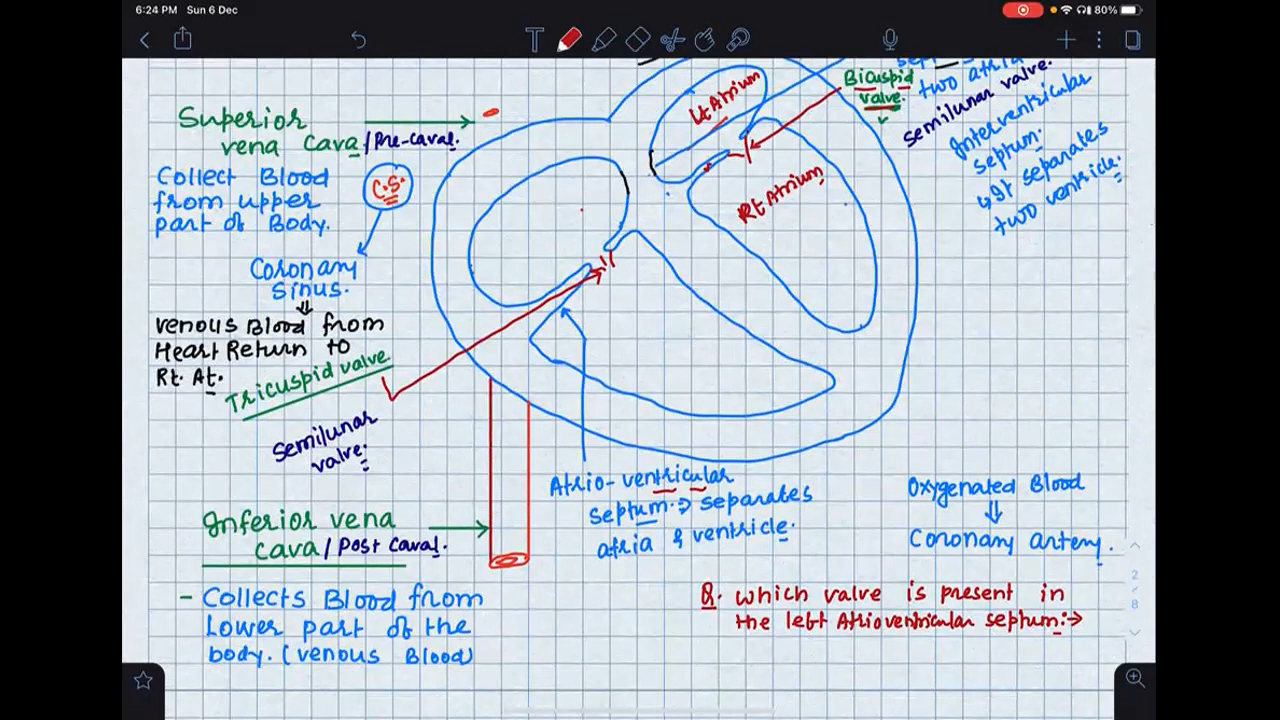 6:24 PM Sun 6 Dec
80%
Superior
vena Cava /Pre-caval.
Collect Blood
from upper
part of Body.
C.S.
Coronary
Sinus.
venous Blood from
Heart Return to
Rt. At.
Tricuspid valve
Semilunar
valve.
Inferior vena
cava / Post caval.
- Collects Blood from
Lower part of the
body. (venous Blood)
Lt Atrium
Rt Atrium
Bicuspid
valve.
two atria
semilunar valve.
Interventricular
septum.
↳ It separates
two ventricle.
Atrio-ventricular
septum :→ separates
atria & ventricle.
Oxygenated Blood
⇓
Coronary artery.
Q. which valve is present in
the left Atrioventricular septum:→
2
8